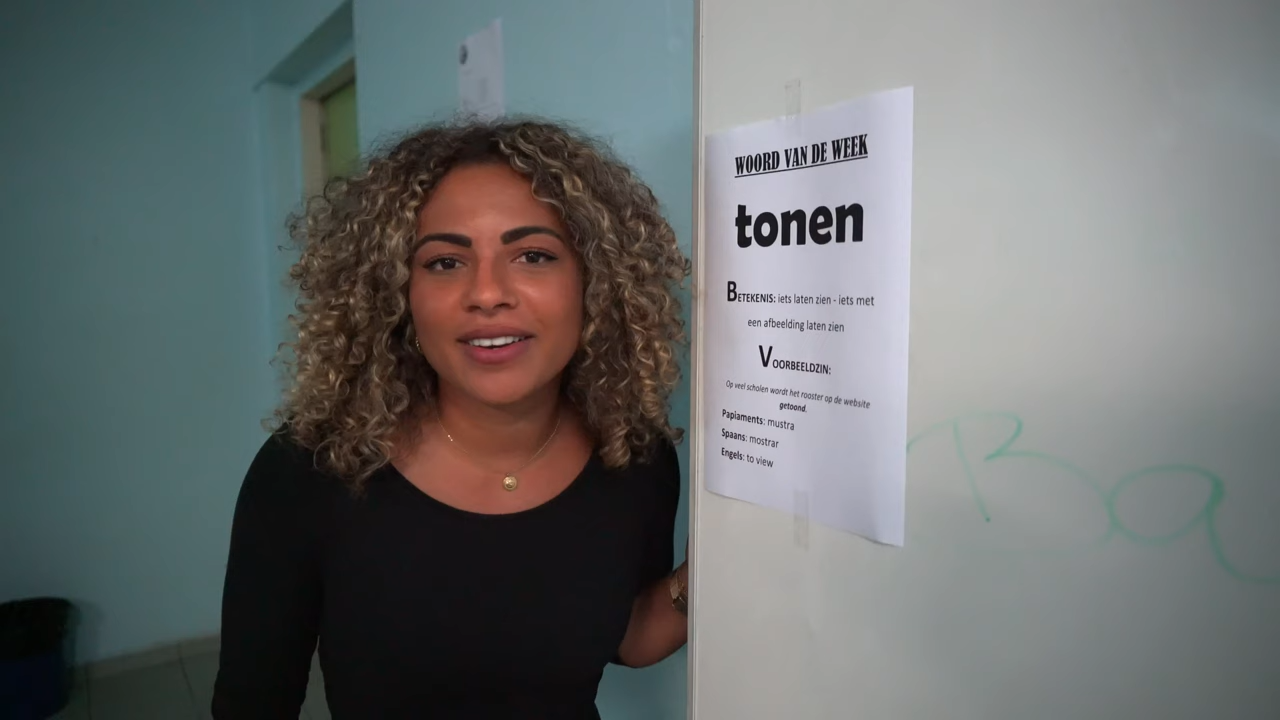 WOORD VAN DE WEEK
tonen
BETEKENIS: iets laten zien - iets met
een afbeelding laten zien
VOORBEELDZIN:
Op veel scholen wordt het rooster op de website
getoond.
Papiaments: mustra
Spaans: mostrar
Engels: to view
Ba